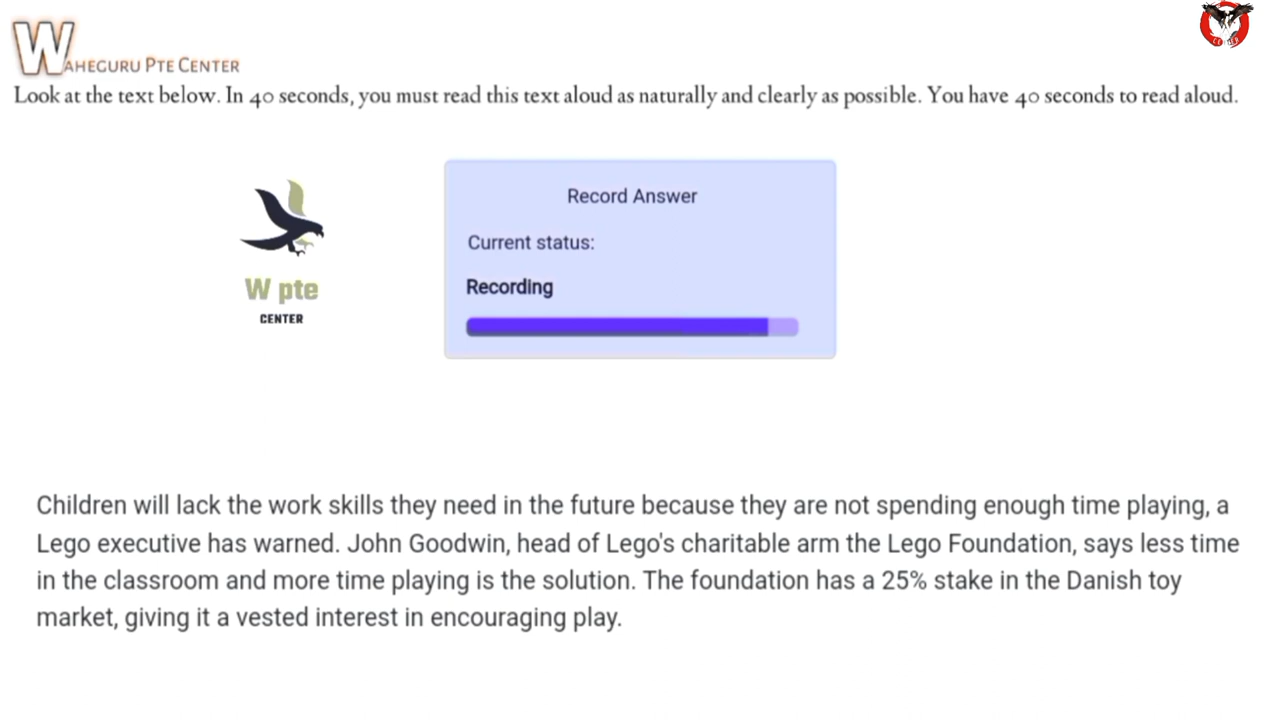 WAHEGURU PTE CENTER
Look at the text below. In 40 seconds, you must read this text aloud as naturally and clearly as possible. You have 40 seconds to read aloud.
Record Answer
Current status:
Recording
W pte
CENTER
Children will lack the work skills they need in the future because they are not spending enough time playing, a
Lego executive has warned. John Goodwin, head of Lego's charitable arm the Lego Foundation, says less time
in the classroom and more time playing is the solution. The foundation has a 25% stake in the Danish toy
market, giving it a vested interest in encouraging play.